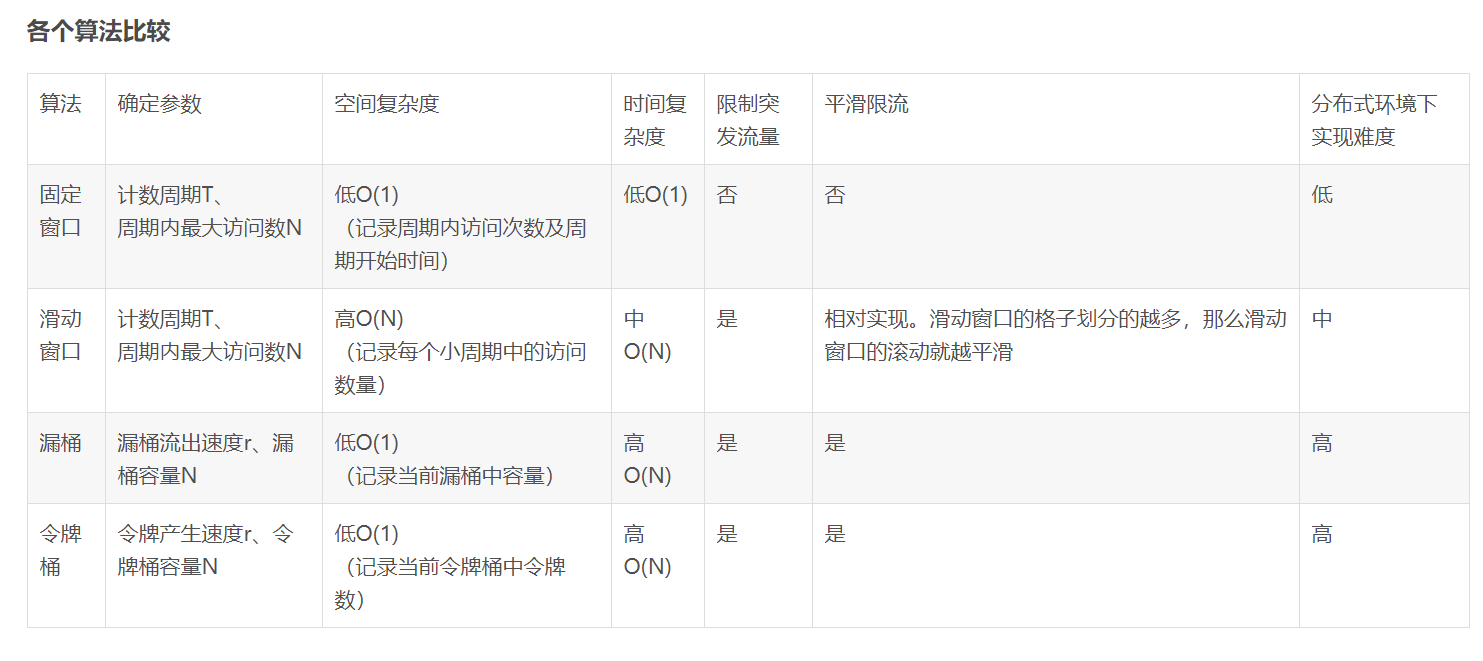 各个算法比较
算法
确定参数
空间复杂度
时间复
杂度
限制突
发流量
平滑限流
分布式环境下
实现难度
固定
窗口
计数周期T、
周期内最大访问数N
低O(1)
（记录周期内访问次数及周
期开始时间）
低O(1)
否
否
低
滑动
窗口
计数周期T、
周期内最大访问数N
高O(N)
（记录每个小周期中的访问
数量）
中
O(N)
是
相对实现。滑动窗口的格子划分的越多，那么滑动
窗口的滚动就越平滑
中
漏桶
漏桶流出速度r、漏
桶容量N
低O(1)
（记录当前漏桶中容量）
高
O(N)
是
是
高
令牌
桶
令牌产生速度r、令
牌桶容量N
低O(1)
（记录当前令牌桶中令牌
数）
高
O(N)
是
是
高